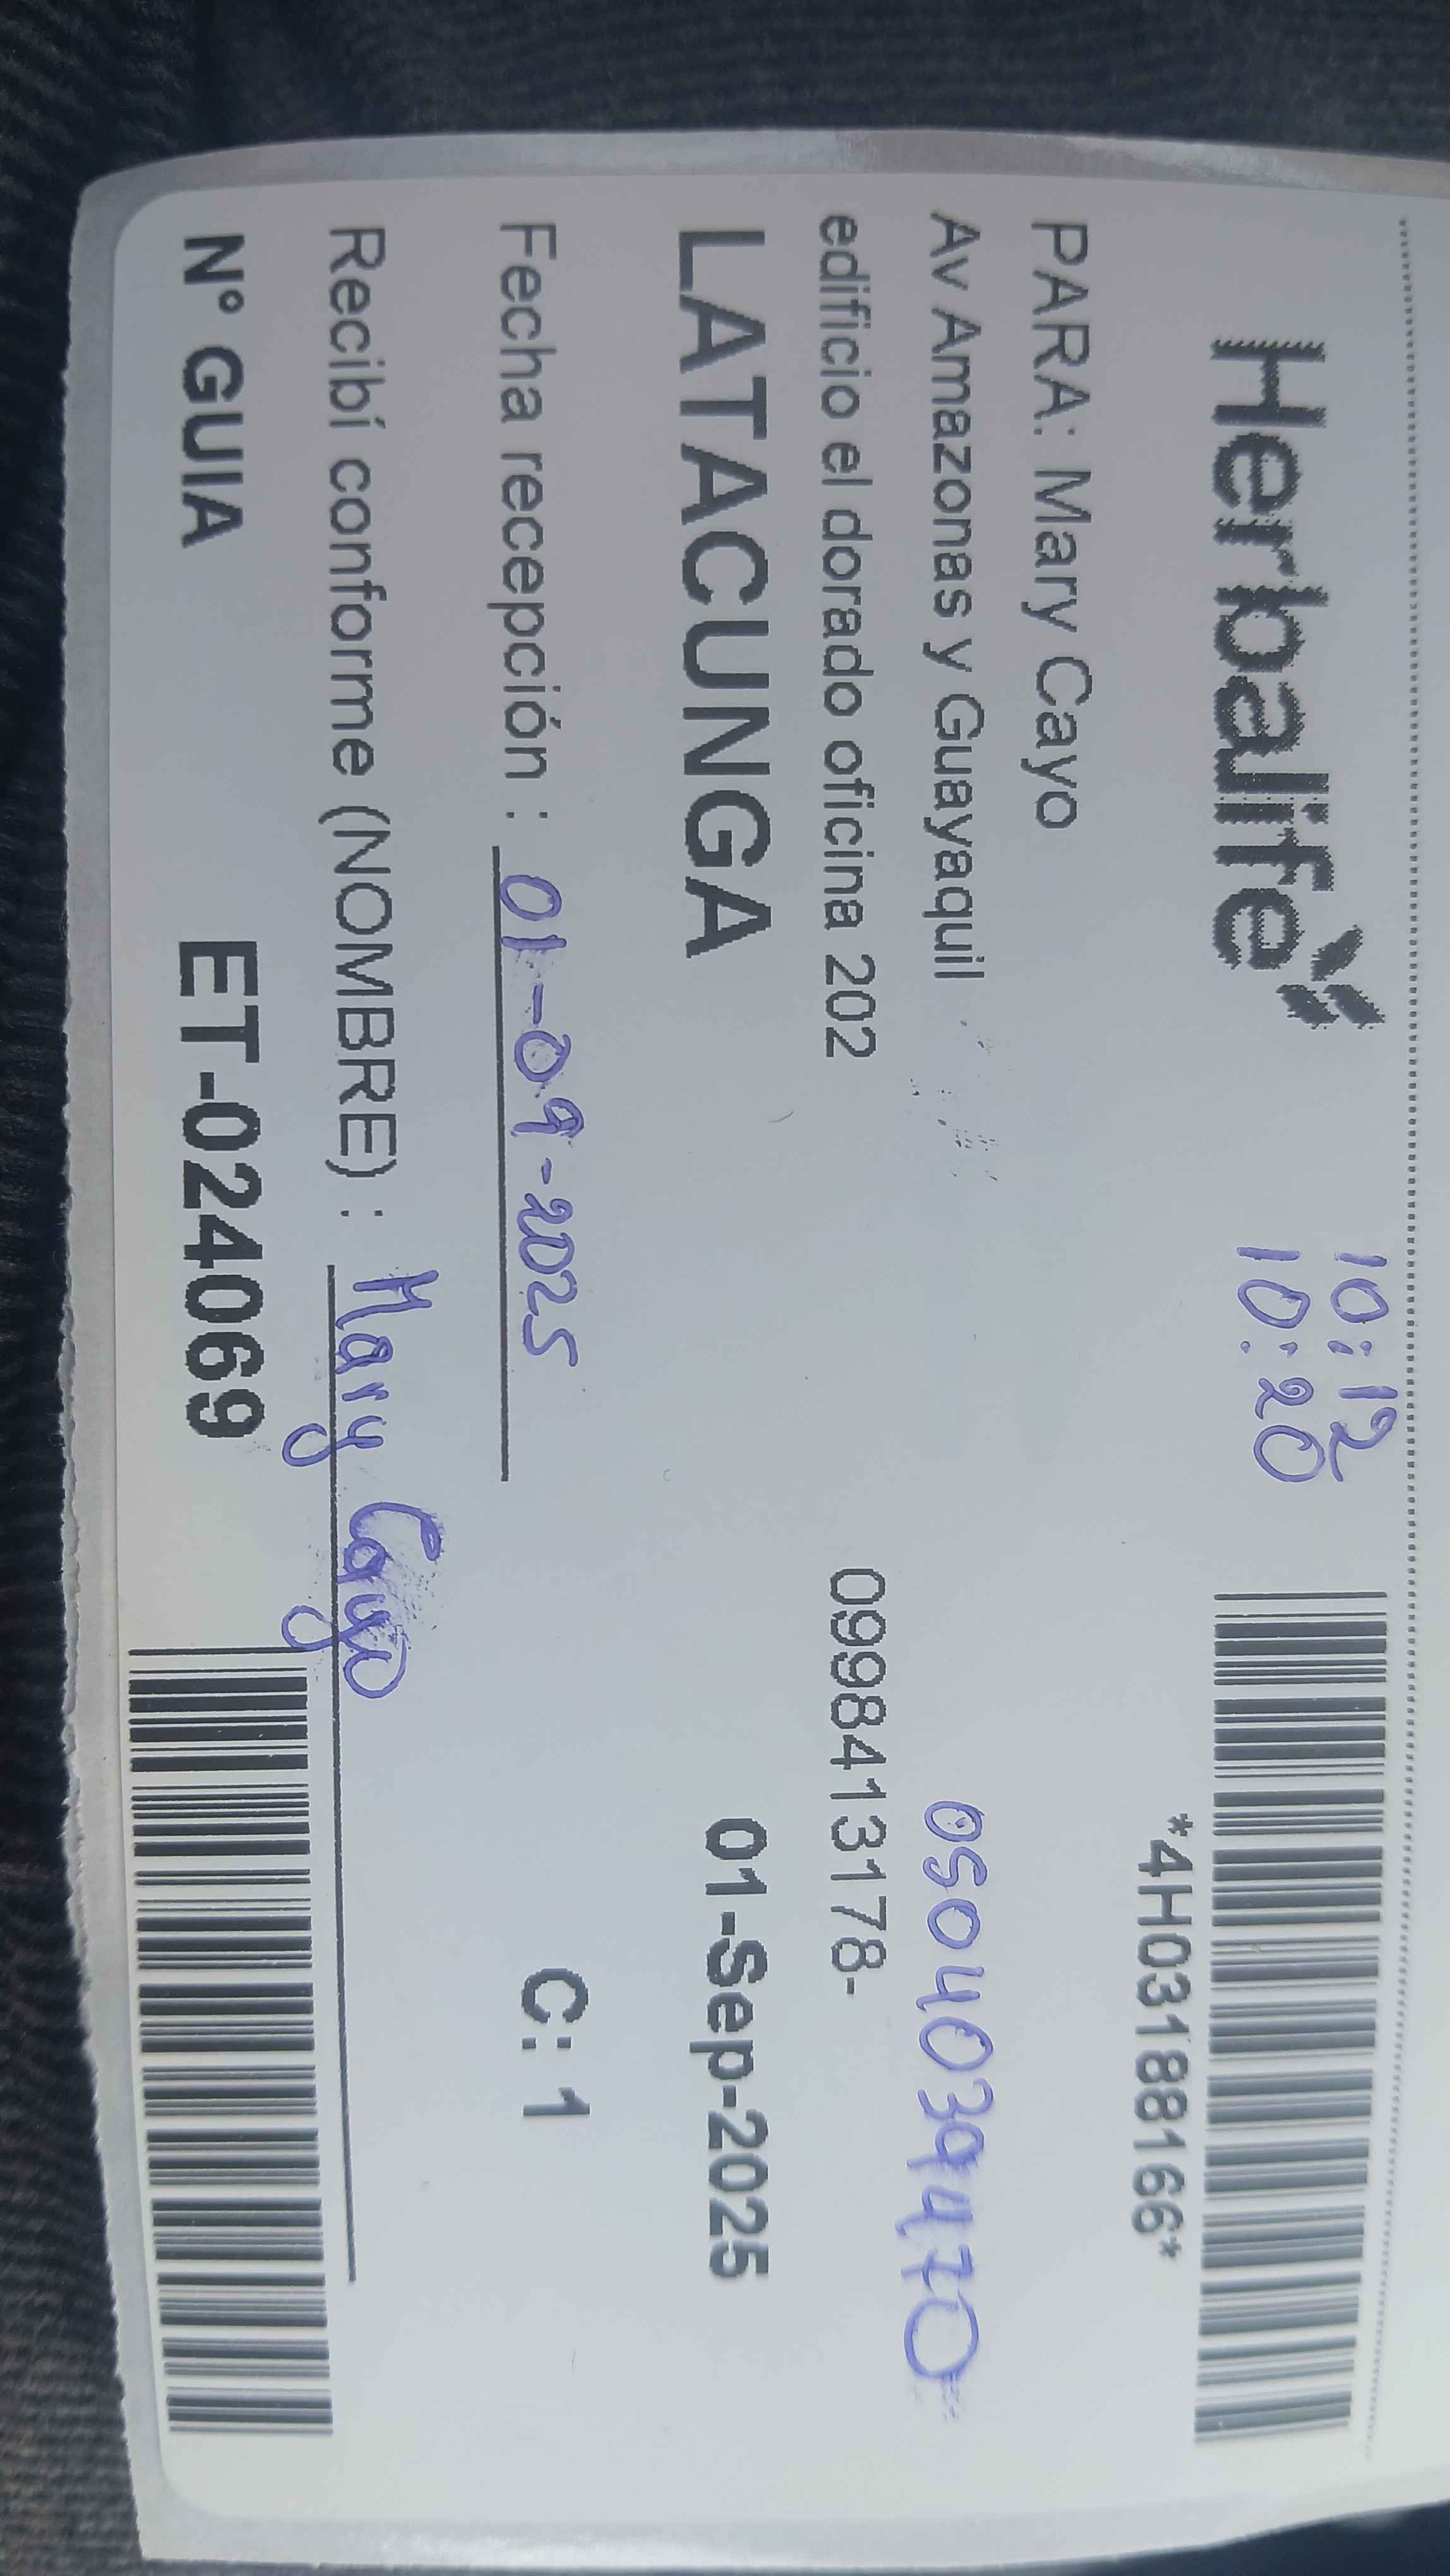 Herbalife
10:12
10:20
*4H03188166*
PARA: Mary Cayo
Av Amazonas y Guayaquil
0504039470
edificio el dorado oficina 202
0998413178-
LATACUNGA
01-Sep-2025
Fecha recepción : 01-09-2025
C: 1
Recibí conforme (NOMBRE) : Mary Cayo
N° GUIA ET-024069